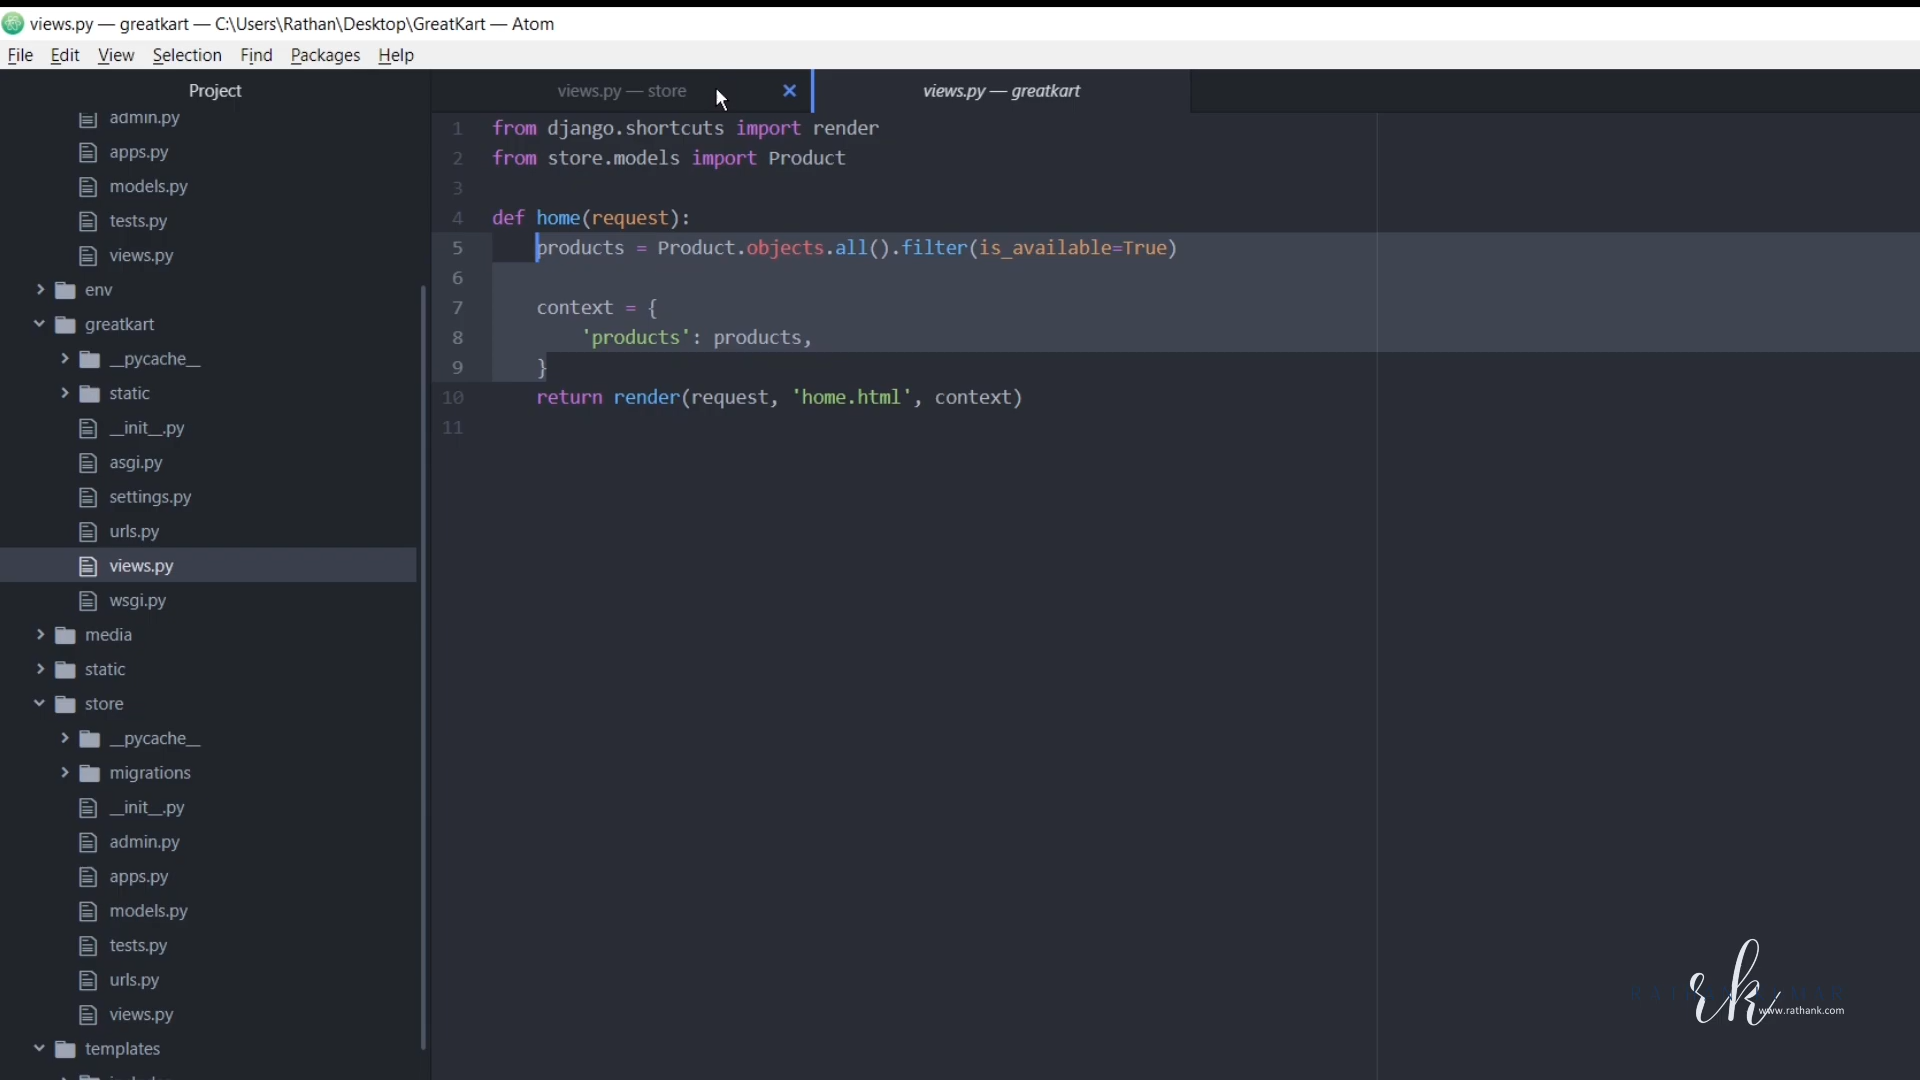 views.py — greatkart — C:\Users\Rathan\Desktop\GreatKart — Atom
File Edit View Selection Find Packages Help
Project
admin.py
apps.py
models.py
tests.py
views.py
env
greatkart
__pycache__
static
__init__.py
asgi.py
settings.py
urls.py
views.py
wsgi.py
media
static
store
__pycache__
migrations
__init__.py
admin.py
apps.py
models.py
tests.py
urls.py
views.py
templates
views.py — store
views.py — greatkart
1 from django.shortcuts import render
2 from store.models import Product
3
4 def home(request):
5     products = Product.objects.all().filter(is_available=True)
6
7     context = {
8         'products': products,
9     }
10     return render(request, 'home.html', context)
11
rk
www.rathank.com